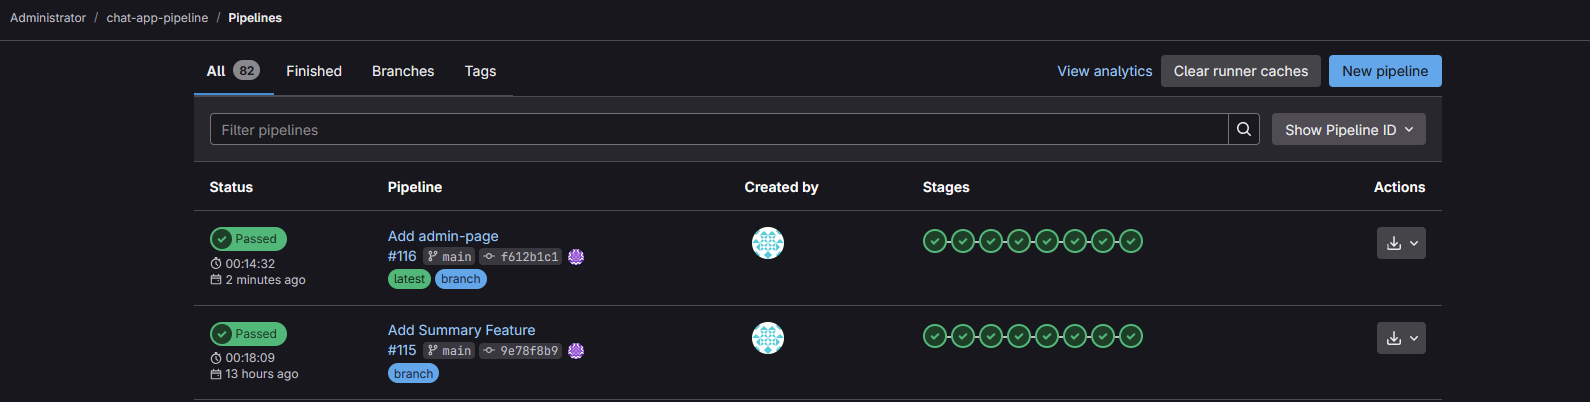 Administrator / chat-app-pipeline / Pipelines
All 82 Finished Branches Tags View analytics Clear runner caches New pipeline
Filter pipelines Show Pipeline ID
Status Pipeline Created by Stages Actions
Passed Add admin-page
#116 main f612b1c1
00:14:32
2 minutes ago latest branch
Passed Add Summary Feature
#115 main 9e78f8b9
00:18:09
13 hours ago branch